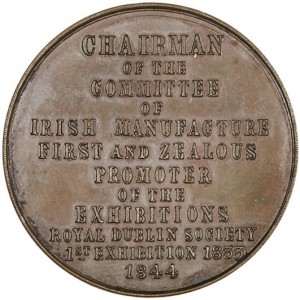 CHAIRMAN
OF THE
COMMITTEE
OF
IRISH MANUFACTURE
FIRST AND ZEALOUS
PROMOTER
OF THE
EXHIBITIONS
ROYAL DUBLIN SOCIETY
1ST EXHIBITION 1833
1844